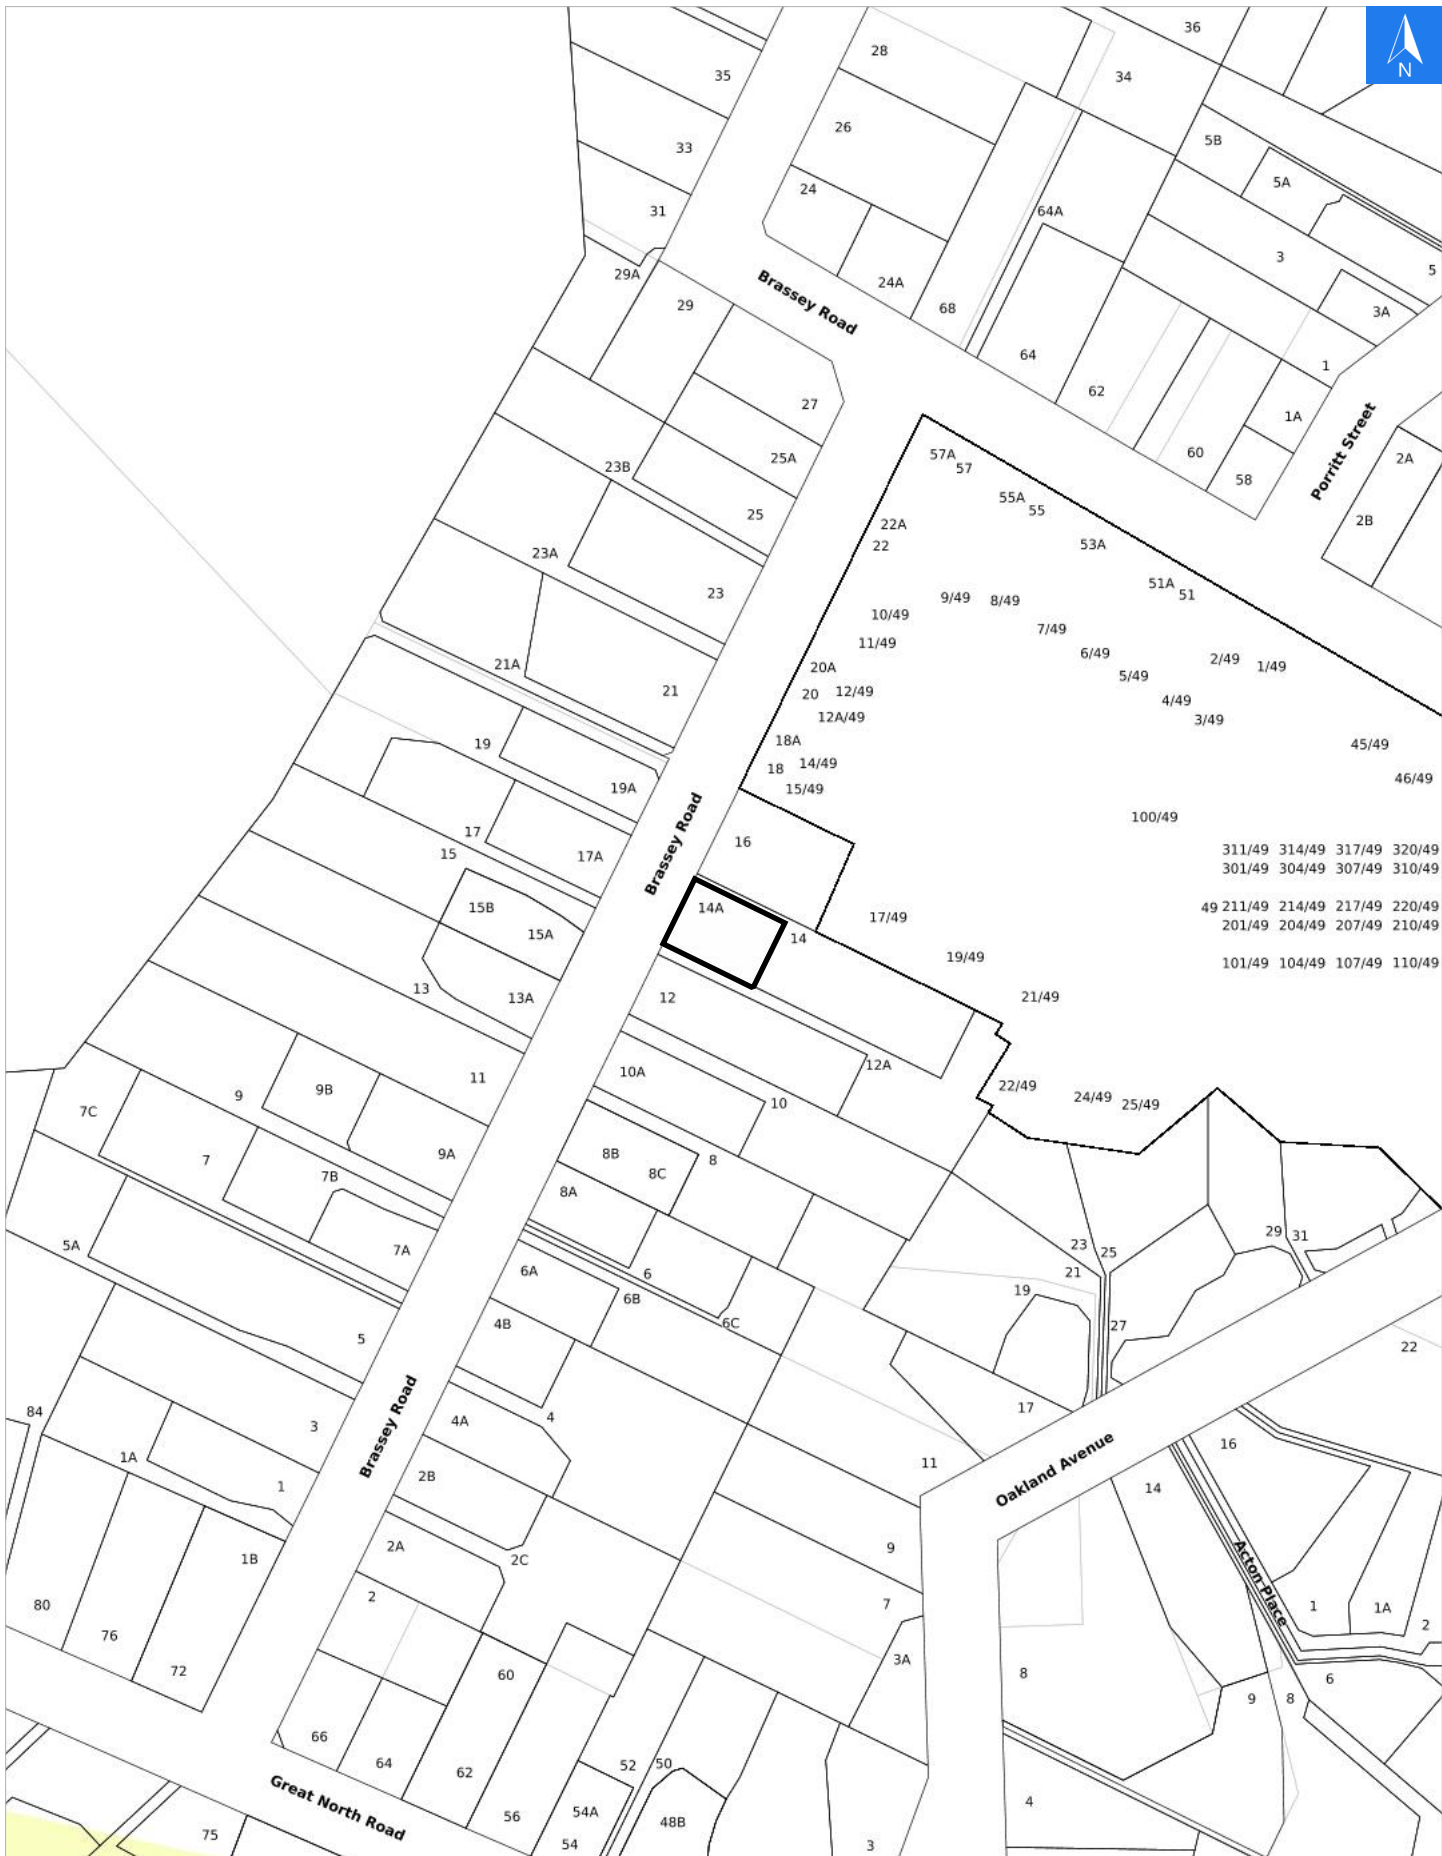 36
28
34
35
26
33
5B
5A
24
31
64A
29A
3
5
24A
29
Brassey Road
68
3A
64
1
62
27
1A
57A
57
25A
23B
60
2A
58
Porritt Street
55A
55
25
22A
2B
22
53A
23A
51A
51
23
9/49
8/49
10/49
7/49
11/49
6/49
2/49
1/49
20A
5/49
21A
21
20
12/49
4/49
12A/49
3/49
19
18A
45/49
18
14/49
46/49
19A
15/49
100/49
17
16
15
17A
Brassey Road
311/49 314/49 317/49 320/49
301/49 304/49 307/49 310/49
15B
14A
17/49
49 211/49 214/49 217/49 220/49
201/49 204/49 207/49 210/49
15A
14
19/49
101/49 104/49 107/49 110/49
13
13A
12
21/49
12A
10A
11
22/49
9B
9
24/49
25/49
10
7C
9A
8B
8
7
8C
7B
8A
29
31
23
25
5A
7A
21
6A
6
19
6B
6C
4B
27
5
22
84
17
4A
4
3
16
1A
11
Oakland Avenue
Brassey Road
2B
1
14
2A
9
1B
2C
Acton Place
2
80
7
1
1A
76
2
3A
72
60
8
6
9
8
66
64
52
50
62
Great North Road
4
56
54A
48B
75
54
3
N